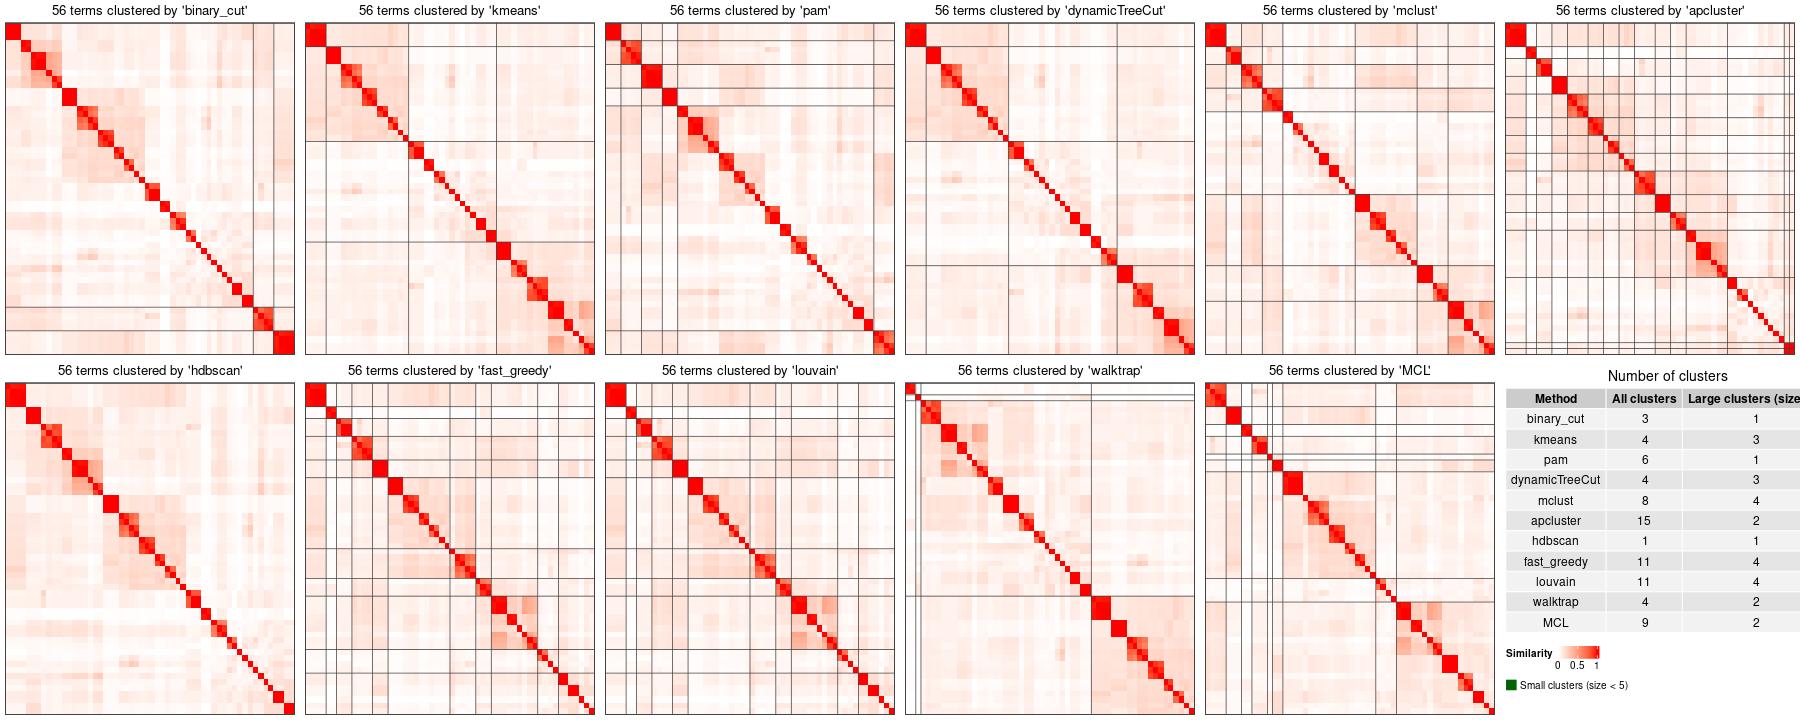 56 terms clustered by 'binary_cut'
56 terms clustered by 'kmeans'
56 terms clustered by 'pam'
56 terms clustered by 'dynamicTreeCut'
56 terms clustered by 'mclust'
56 terms clustered by 'apcluster'
56 terms clustered by 'hdbscan'
56 terms clustered by 'fast_greedy'
56 terms clustered by 'louvain'
56 terms clustered by 'walktrap'
56 terms clustered by 'MCL'
Number of clusters
Method All clusters Large clusters (size
binary_cut 3 1
kmeans 4 3
pam 6 1
dynamicTreeCut 4 3
mclust 8 4
apcluster 15 2
hdbscan 1 1
fast_greedy 11 4
louvain 11 4
walktrap 4 2
MCL 9 2
Similarity
0 0.5 1
Small clusters (size < 5)